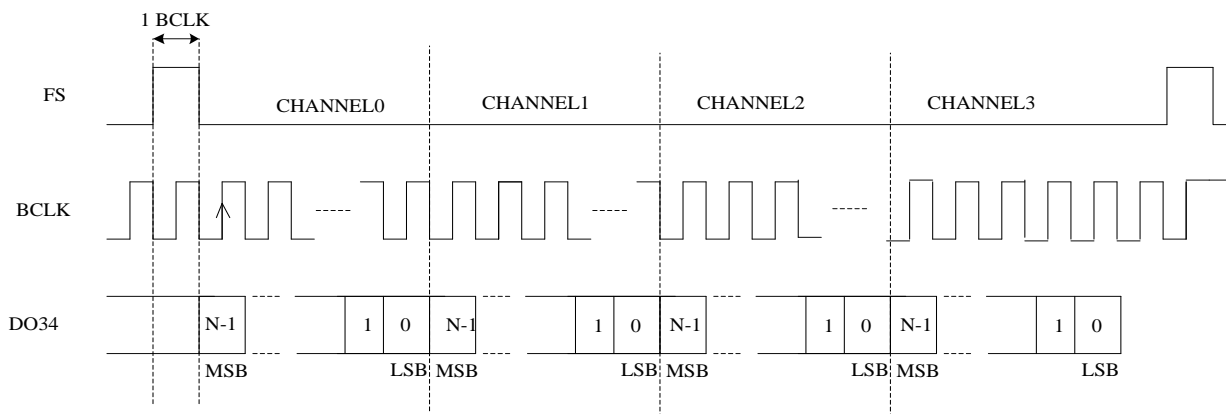 1 BCLK
FS
CHANNEL0 CHANNEL1 CHANNEL2 CHANNEL3
BCLK
DO34
N-1 1 0 N-1 1 0 N-1 1 0 N-1 1 0
MSB LSB MSB LSB MSB LSB MSB LSB